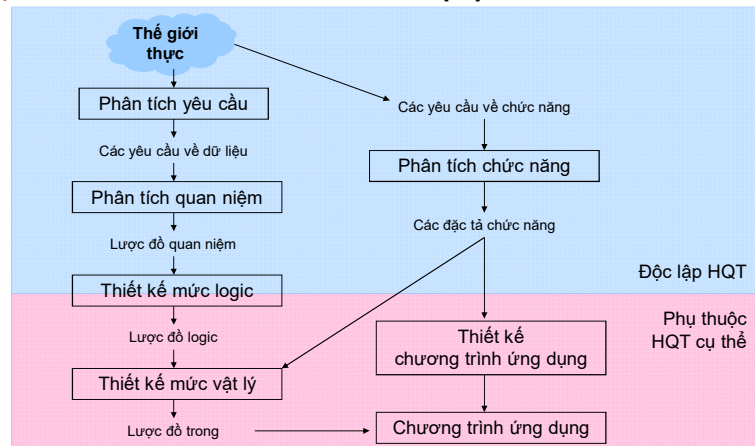 Thế giới
thực
Phân tích yêu cầu
Các yêu cầu về chức năng
Các yêu cầu về dữ liệu
Phân tích chức năng
Phân tích quan niệm
Các đặc tả chức năng
Lược đồ quan niệm
Độc lập HQT
Thiết kế mức logic
Phụ thuộc
HQT cụ thể
Lược đồ logic
Thiết kế
chương trình ứng dụng
Thiết kế mức vật lý
Lược đồ trong
Chương trình ứng dụng